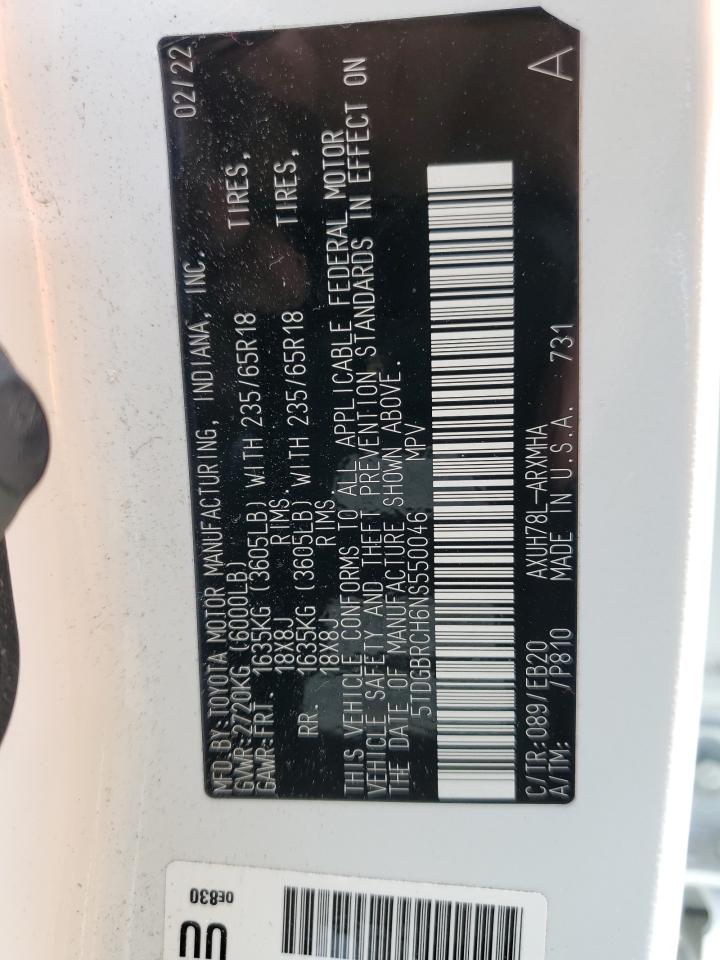 MFD.BY:TOYOTA MOTOR MANUFACTURING, INDIANA, INC. 02/22
GVWR:2720KG (6000LB)
GAWR:FRT. 1635KG (3605LB) WITH 235/65R18 TIRES,
18X8J RIMS.
RR. 1635KG (3605LB) WITH 235/65R18 TIRES,
18X8J RIMS.
THIS VEHICLE CONFORMS TO ALL APPLICABLE FEDERAL MOTOR
VEHICLE SAFETY AND THEFT PREVENTION STANDARDS IN EFFECT ON
THE DATE OF MANUFACTURE SHOWN ABOVE.
5TDGBRCH6NS550046 MPV
C/TR:089/EB20 AXUH78L-ARXMHA A
A/TM: /P810 MADE IN U.S.A. 731
0E830